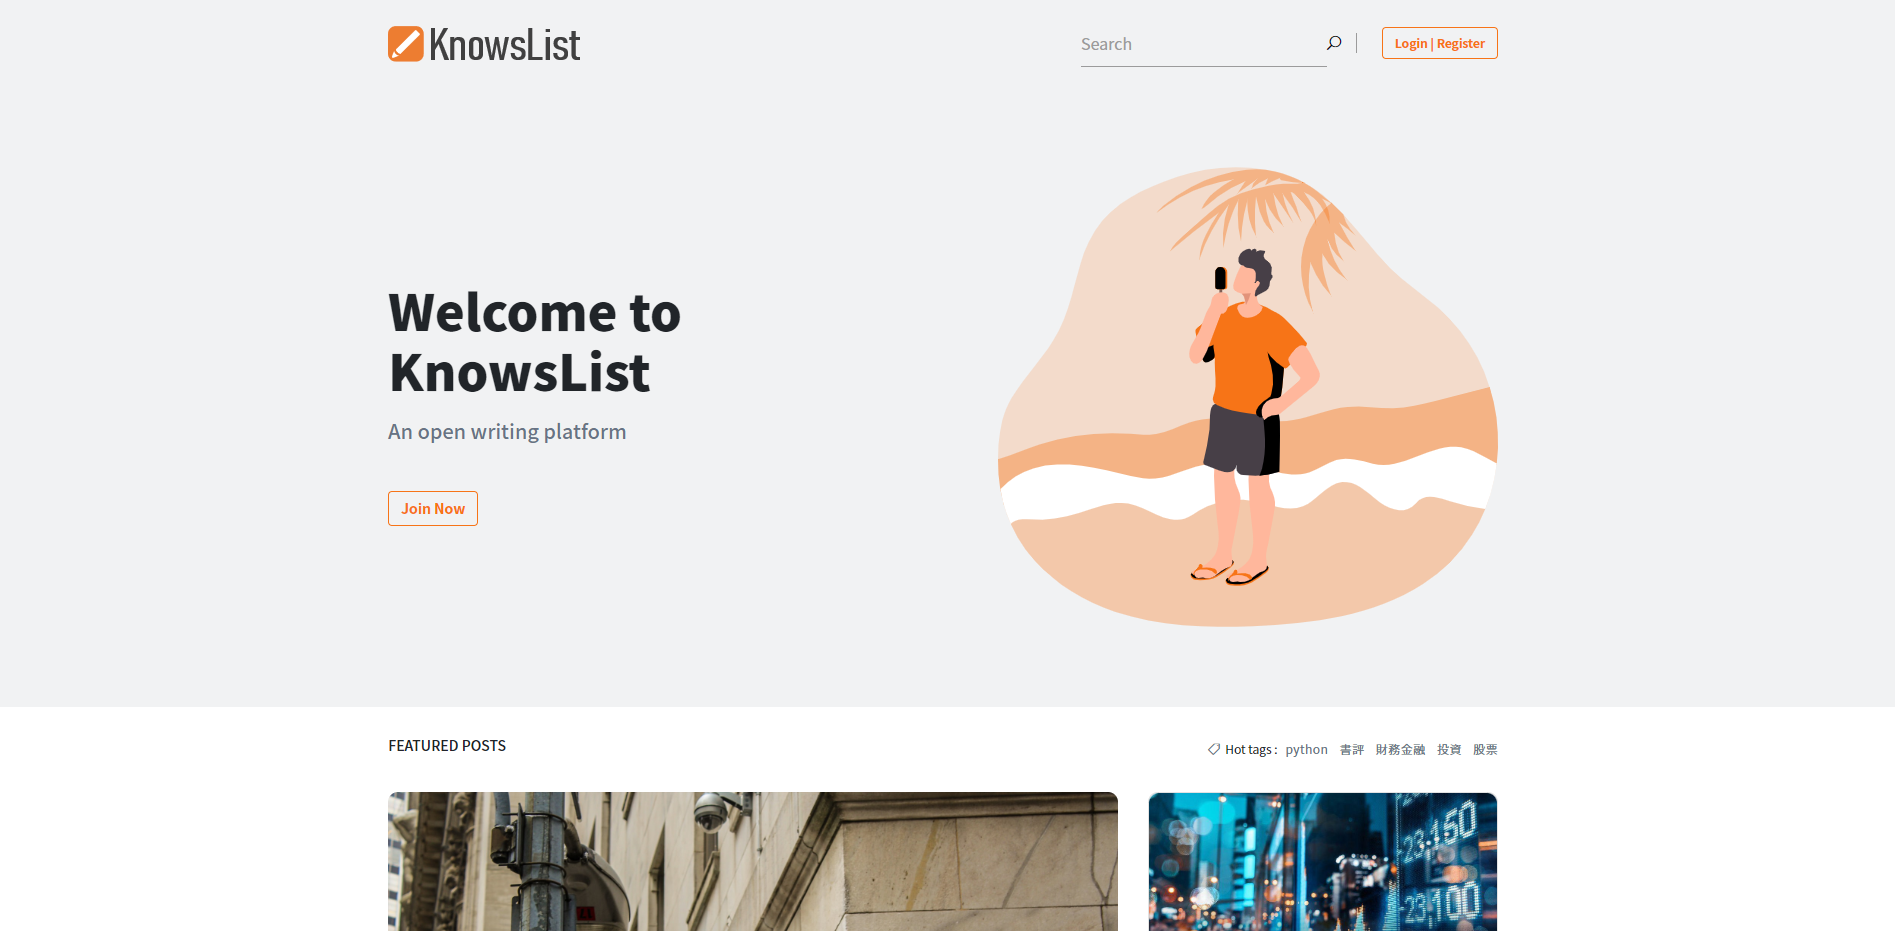 KnowsList
Search
Login | Register
Welcome to
KnowsList
An open writing platform
Join Now
FEATURED POSTS
Hot tags : python 書評 財務金融 投資 股票
23,150
23,100